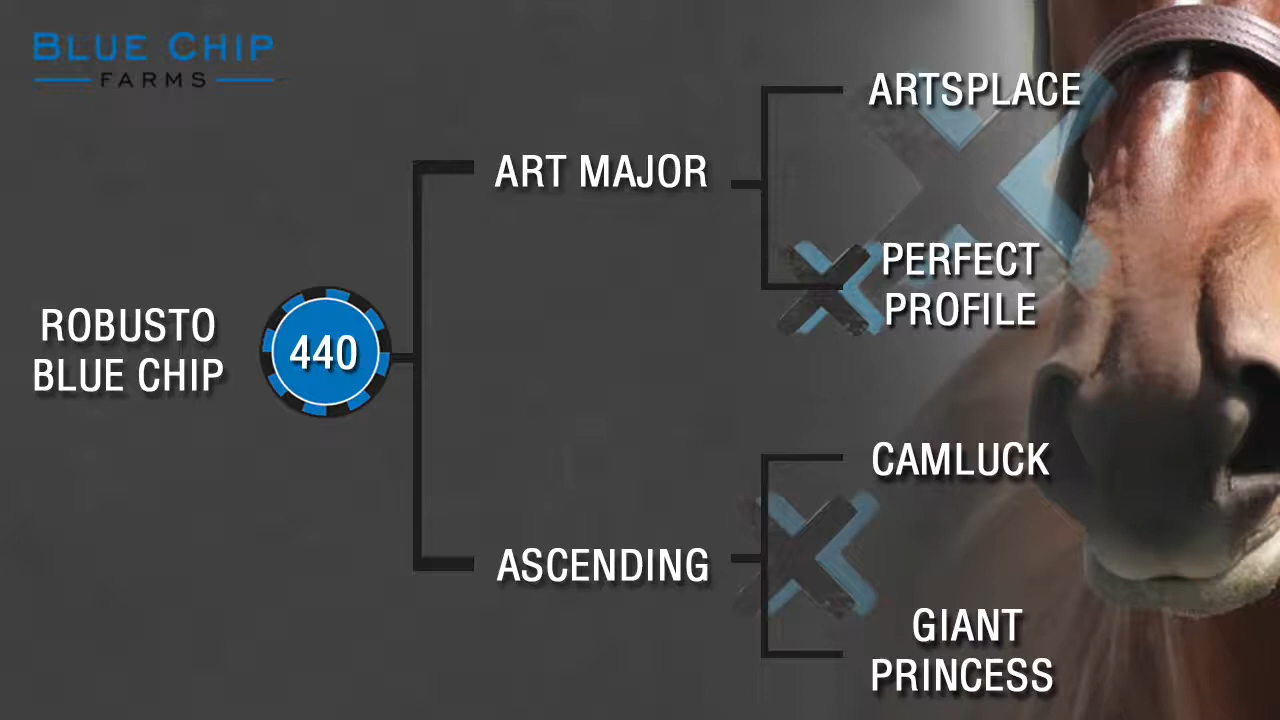 BLUE CHIP
FARMS
ROBUSTO
BLUE CHIP
440
ART MAJOR
ASCENDING
ARTSPLACE
PERFECT
PROFILE
CAMLUCK
GIANT
PRINCESS